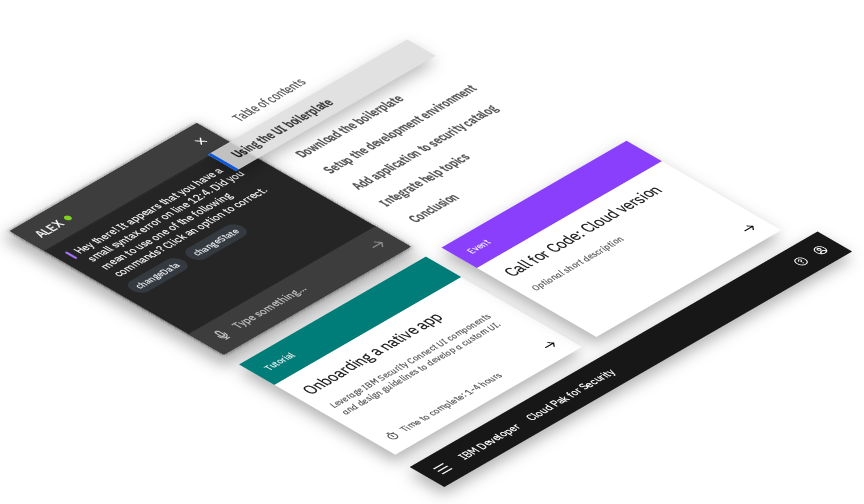 Table of contents
Using the UI boilerplate
Download the boilerplate
Setup the development environment
Add application to security catalog
Integrate help topics
Conclusion
ALEX
Hey there! It appears that you have a
small syntax error on line 12:4. Did you
mean to use one of the following
commands? Click an option to correct.
changeData
changeState
Type something...
Event
Call for Code: Cloud version
Optional short description
Tutorial
Onboarding a native app
Leverage IBM Security Connect UI components
and design guidelines to develop a custom UI.
Time to complete: 1-4 hours
IBM Developer Cloud Pak for Security